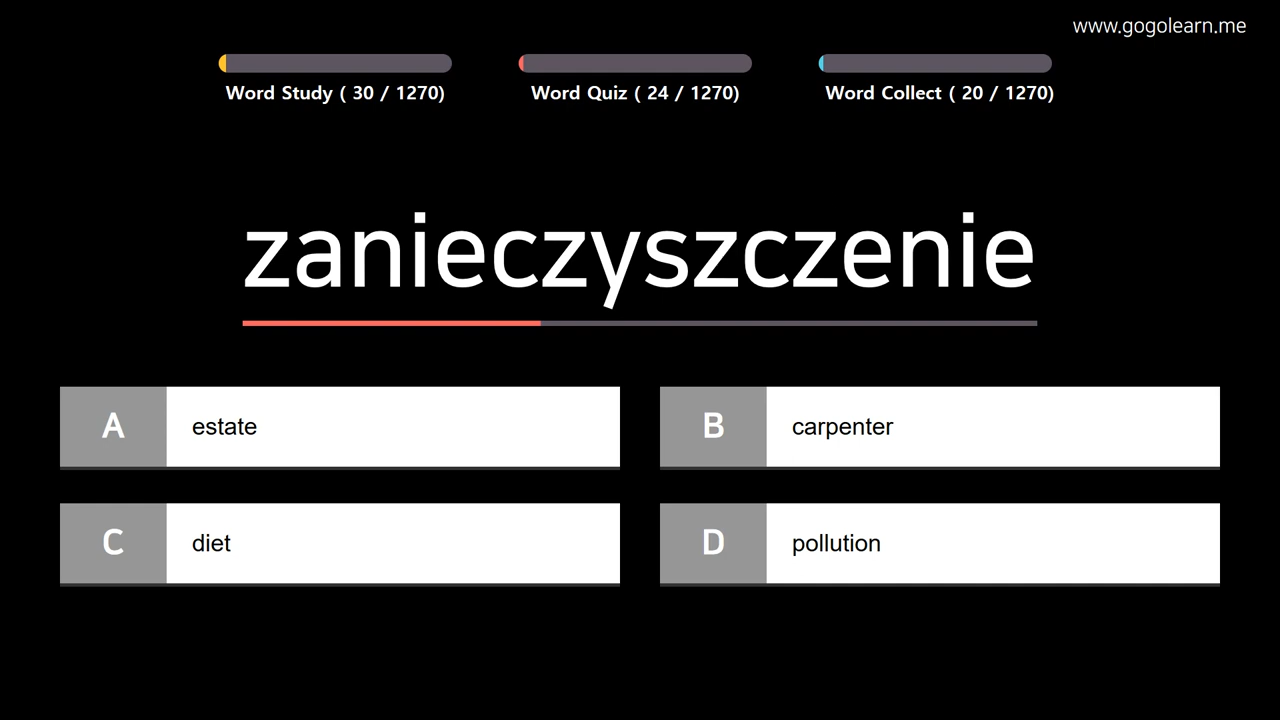 www.gogolearn.me
Word Study ( 30 / 1270)
Word Quiz ( 24 / 1270)
Word Collect ( 20 / 1270)
zanieczyszczenie
A estate
B carpenter
C diet
D pollution